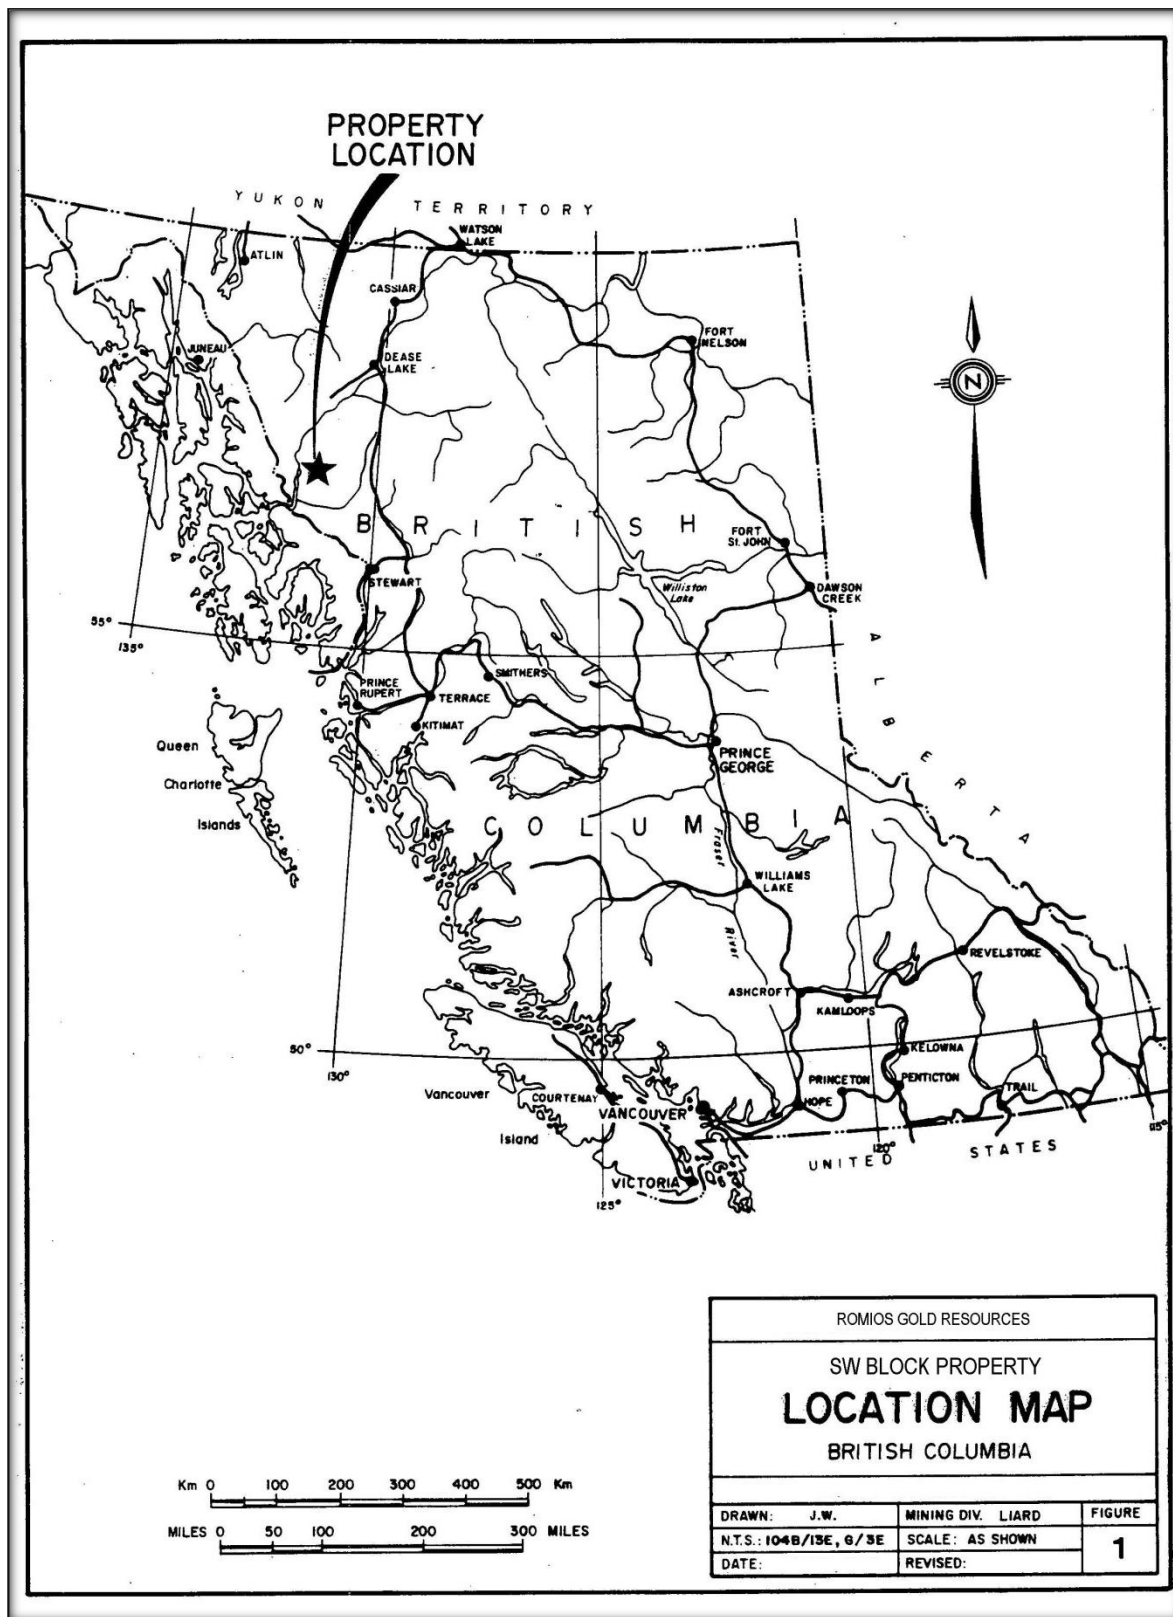 PROPERTY
LOCATION
YUKON TERRITORY
WATSON
LAKE
ATLIN
CASSIAR
FORT
NELSON
JUNEAU
DEASE
LAKE
N
BRITISH
FORT
St. JOHN
STEWART
Williston
Lake
DAWSON
CREEK
55°
135°
ALBERTA
SMITHERS
PRINCE
RUPERT
TERRACE
KITIMAT
Queen
Charlotte
Islands
PRINCE
GEORGE
COLUMBIA
Fraser
River
WILLIAMS
LAKE
REVELSTOKE
ASHCROFT
KAMLOOPS
50°
130°
KELOWNA
Vancouver
Island
COURTENAY
VANCOUVER
PRINCETON
PENTICTON
HOPE
TRAIL
120°
115°
UNITED STATES
VICTORIA
125°
ROMIOS GOLD RESOURCES
SW BLOCK PROPERTY
LOCATION MAP
BRITISH COLUMBIA
Km 0 100 200 300 400 500 Km
MILES 0 50 100 200 300 MILES
DRAWN: J.W.
MINING DIV. LIARD
FIGURE
N.T.S.: 104B/13E, G/3E
SCALE: AS SHOWN
1
DATE:
REVISED: